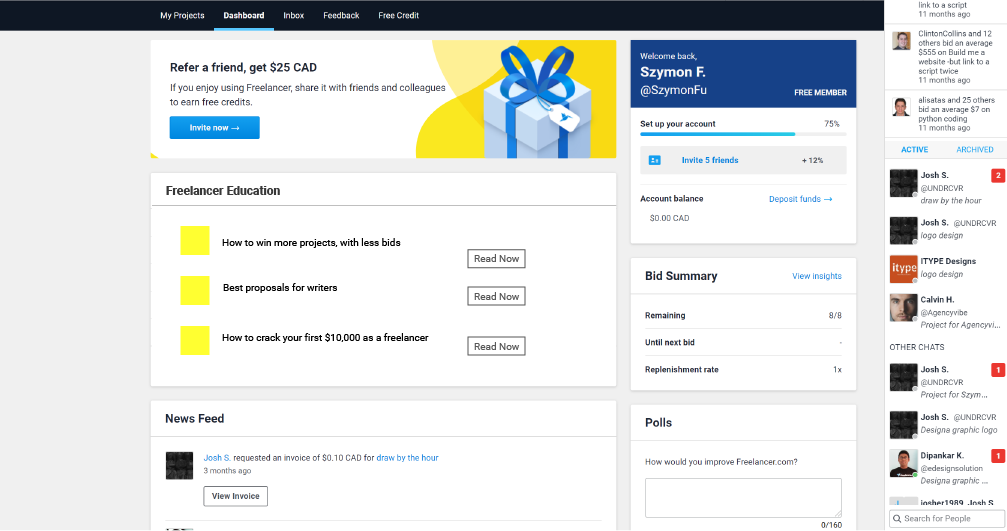 My Projects Dashboard Inbox Feedback Free Credit
Refer a friend, get $25 CAD
If you enjoy using Freelancer, share it with friends and colleagues
to earn free credits.
Invite now →
Freelancer Education
How to win more projects, with less bids
Read Now
Best proposals for writers
Read Now
How to crack your first $10,000 as a freelancer
Read Now
News Feed
Josh S. requested an invoice of $0.10 CAD for draw by the hour
3 months ago
View Invoice
Welcome back,
Szymon F.
@SzymonFu
FREE MEMBER
Set up your account 75%
Invite 5 friends + 12%
Account balance Deposit funds →
$0.00 CAD
Bid Summary View insights
Remaining 8/8
Until next bid -
Replenishment rate 1x
Polls
How would you improve Freelancer.com?
0/160
link to a script
11 months ago
ClintonCollins and 12
others bid an average
$555 on Build me a
website -but link to a
script twice
11 months ago
alisatas and 25 others
bid an average $7 on
python coding
11 months ago
ACTIVE ARCHIVED
Josh S. 2
@UNDRCVR
draw by the hour
Josh S. @UNDRCVR
logo design
itype
ITYPE Designs
logo design
Calvin H.
@Agencyvibe
Project for Agencyvi...
OTHER CHATS
Josh S. 1
@UNDRCVR
Project for Szym...
Josh S. @UNDRCVR
Designa graphic logo
Dipankar K. 1
@edesignsolution
Designa graphic ...
josher1989, Josh S.
Search for People